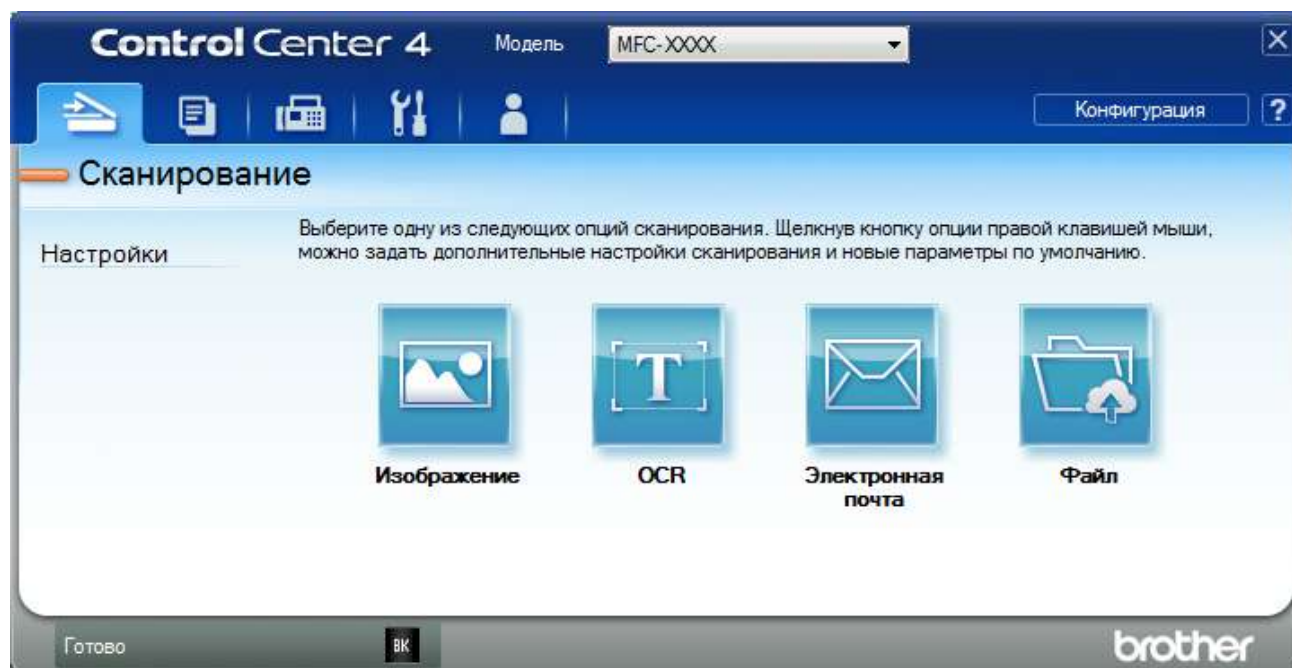 Control Center 4 Модель MFC-XXXX
Конфигурация ?
Сканирование
Настройки
Выберите одну из следующих опций сканирования. Щелкнув кнопку опции правой клавишей мыши,
можно задать дополнительные настройки сканирования и новые параметры по умолчанию.
T
Изображение OCR Электронная Файл
почта
Готово BK brother